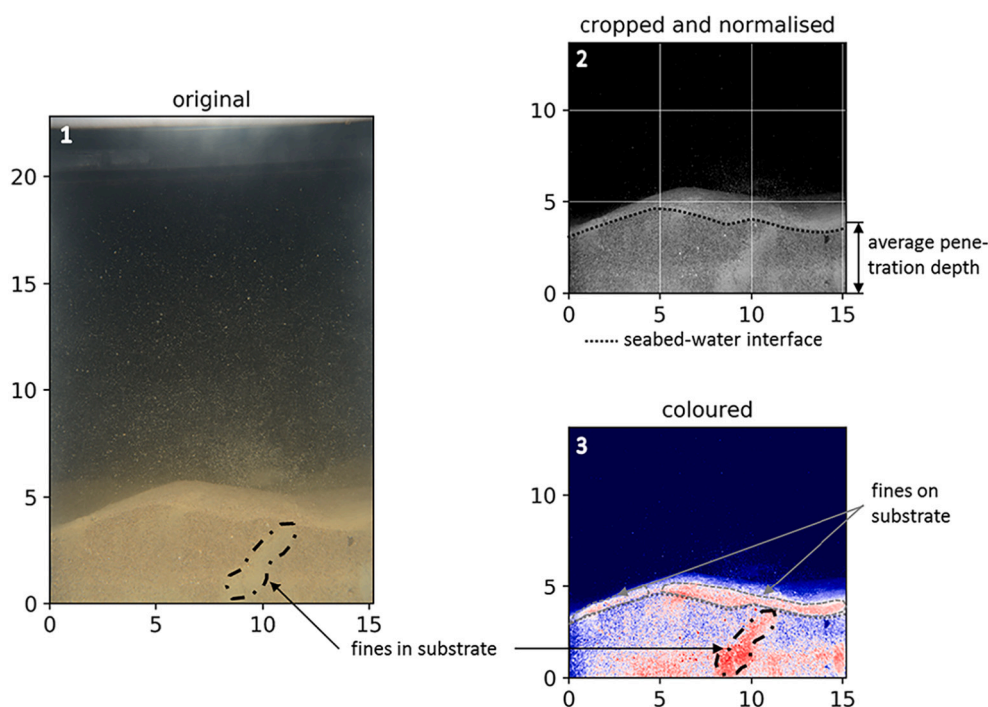 original
1
20
15
10
5
0
0 5 10 15
fines in substrate
cropped and normalised
2
10
5
0
0 5 10 15
average pene-
tration depth
seabed-water interface
coloured
3
10
5
0
0 5 10 15
fines on
substrate